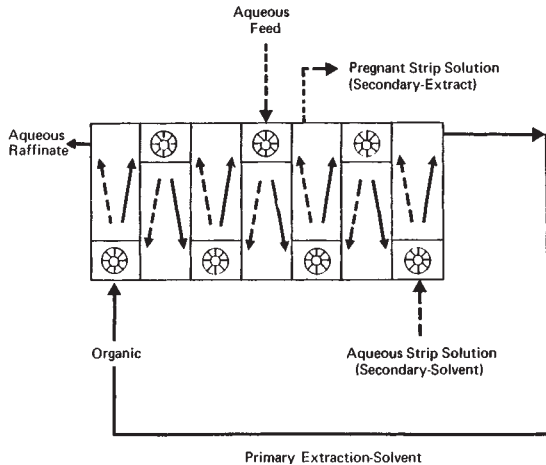 Aqueous
Feed
Pregnant Strip Solution
(Secondary-Extract)
Aqueous
Raffinate
Organic
Aqueous Strip Solution
(Secondary-Solvent)
Primary Extraction-Solvent